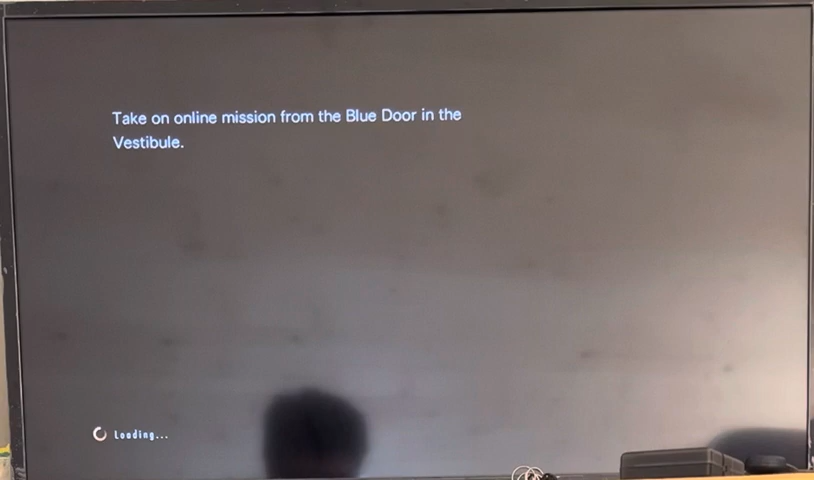 Take on online mission from the Blue Door in the
Vestibule.
Loading...